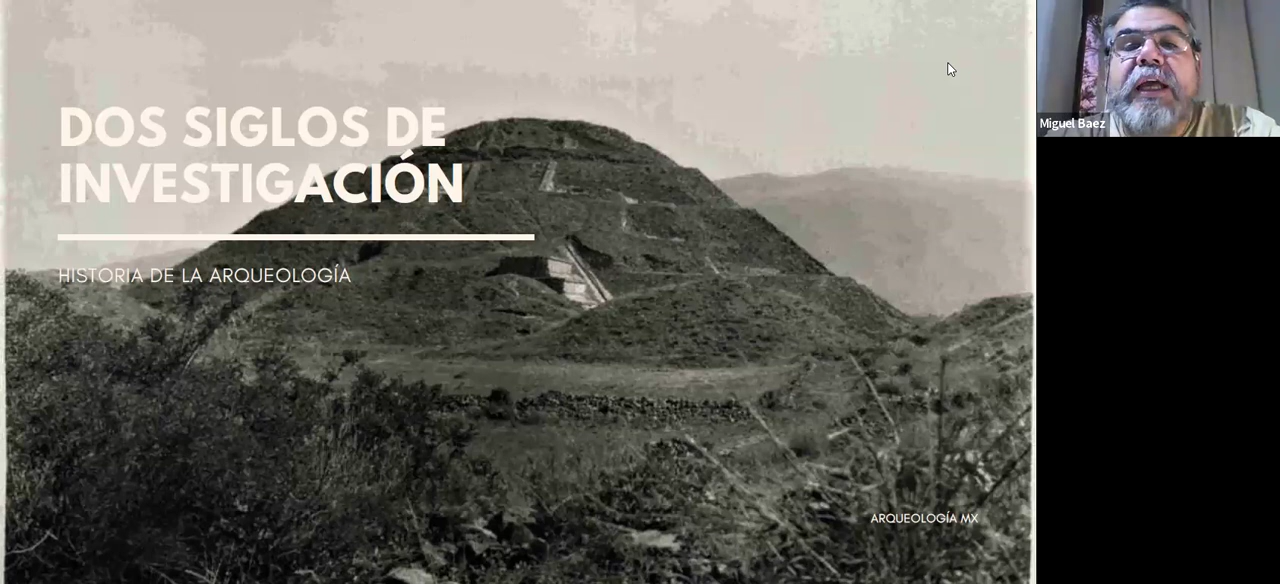 DOS SIGLOS DE
INVESTIGACIÓN
HISTORIA DE LA ARQUEOLOGÍA
ARQUEOLOGÍA MX
Miguel Baez